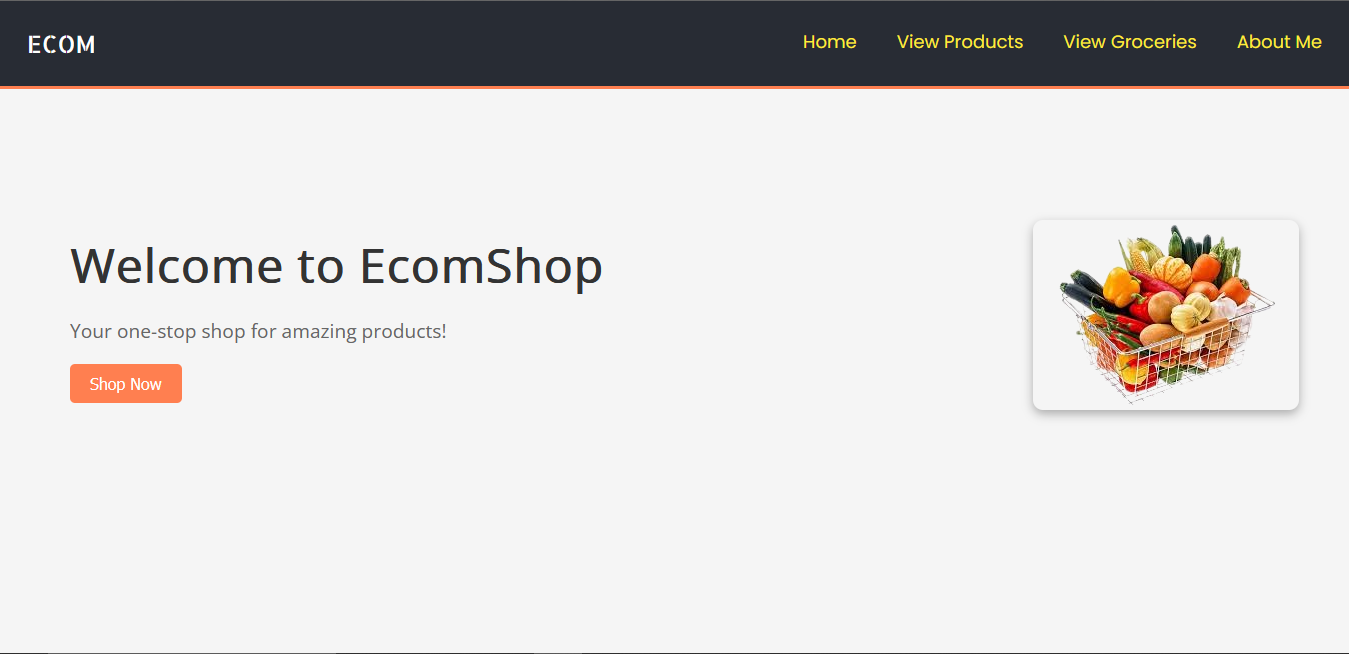 ECOM
Home View Products View Groceries About Me
Welcome to EcomShop
Your one-stop shop for amazing products!
Shop Now